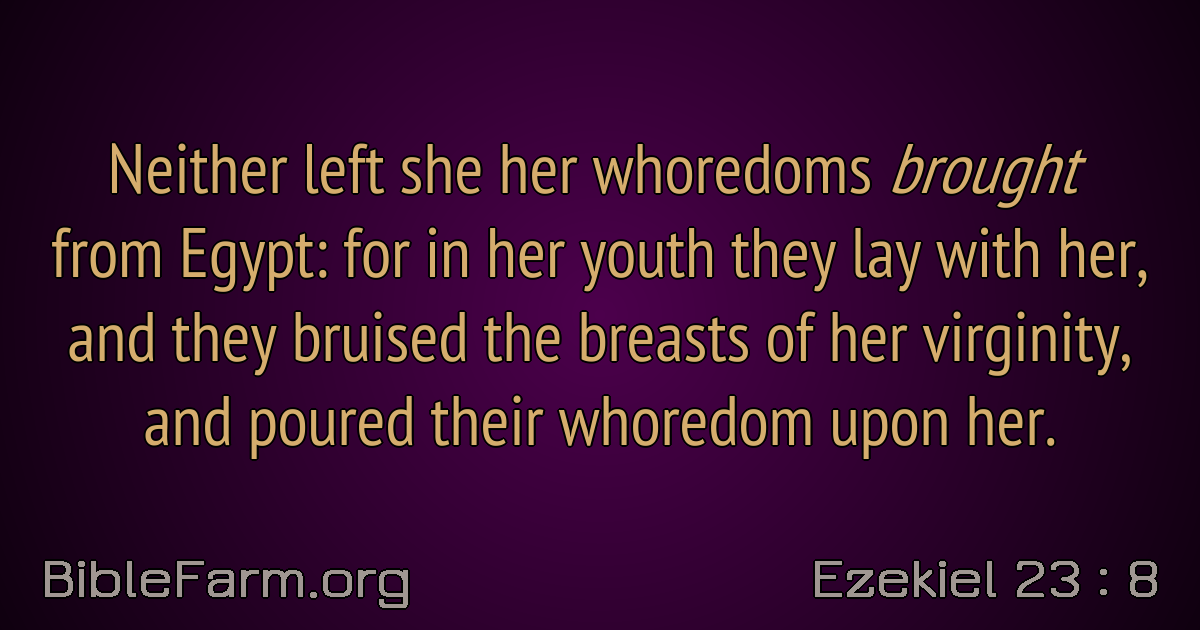 Neither left she her whoredoms brought
from Egypt: for in her youth they lay with her,
and they bruised the breasts of her virginity,
and poured their whoredom upon her.
BibleFarm.org
Ezekiel 23 : 8